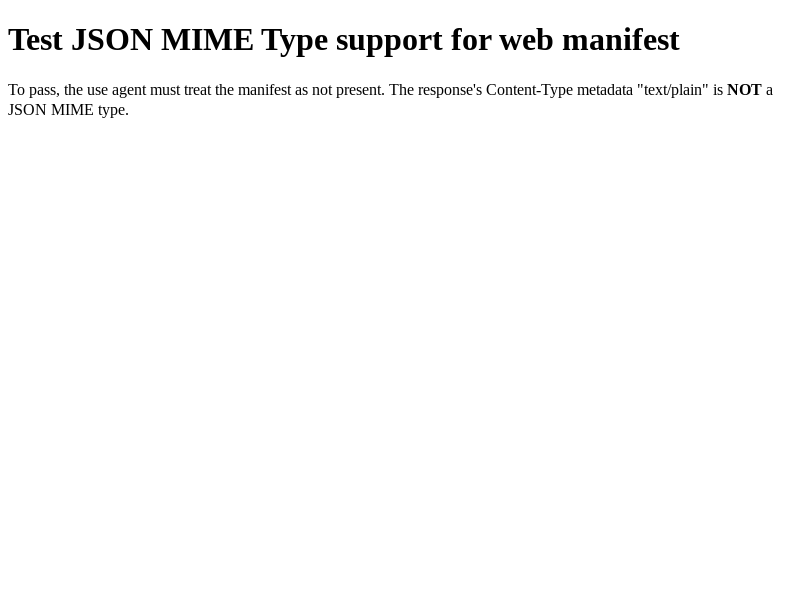 Test JSON MIME Type support for web manifest
To pass, the use agent must treat the manifest as not present. The response's Content-Type metadata "text/plain" is NOT a
JSON MIME type.